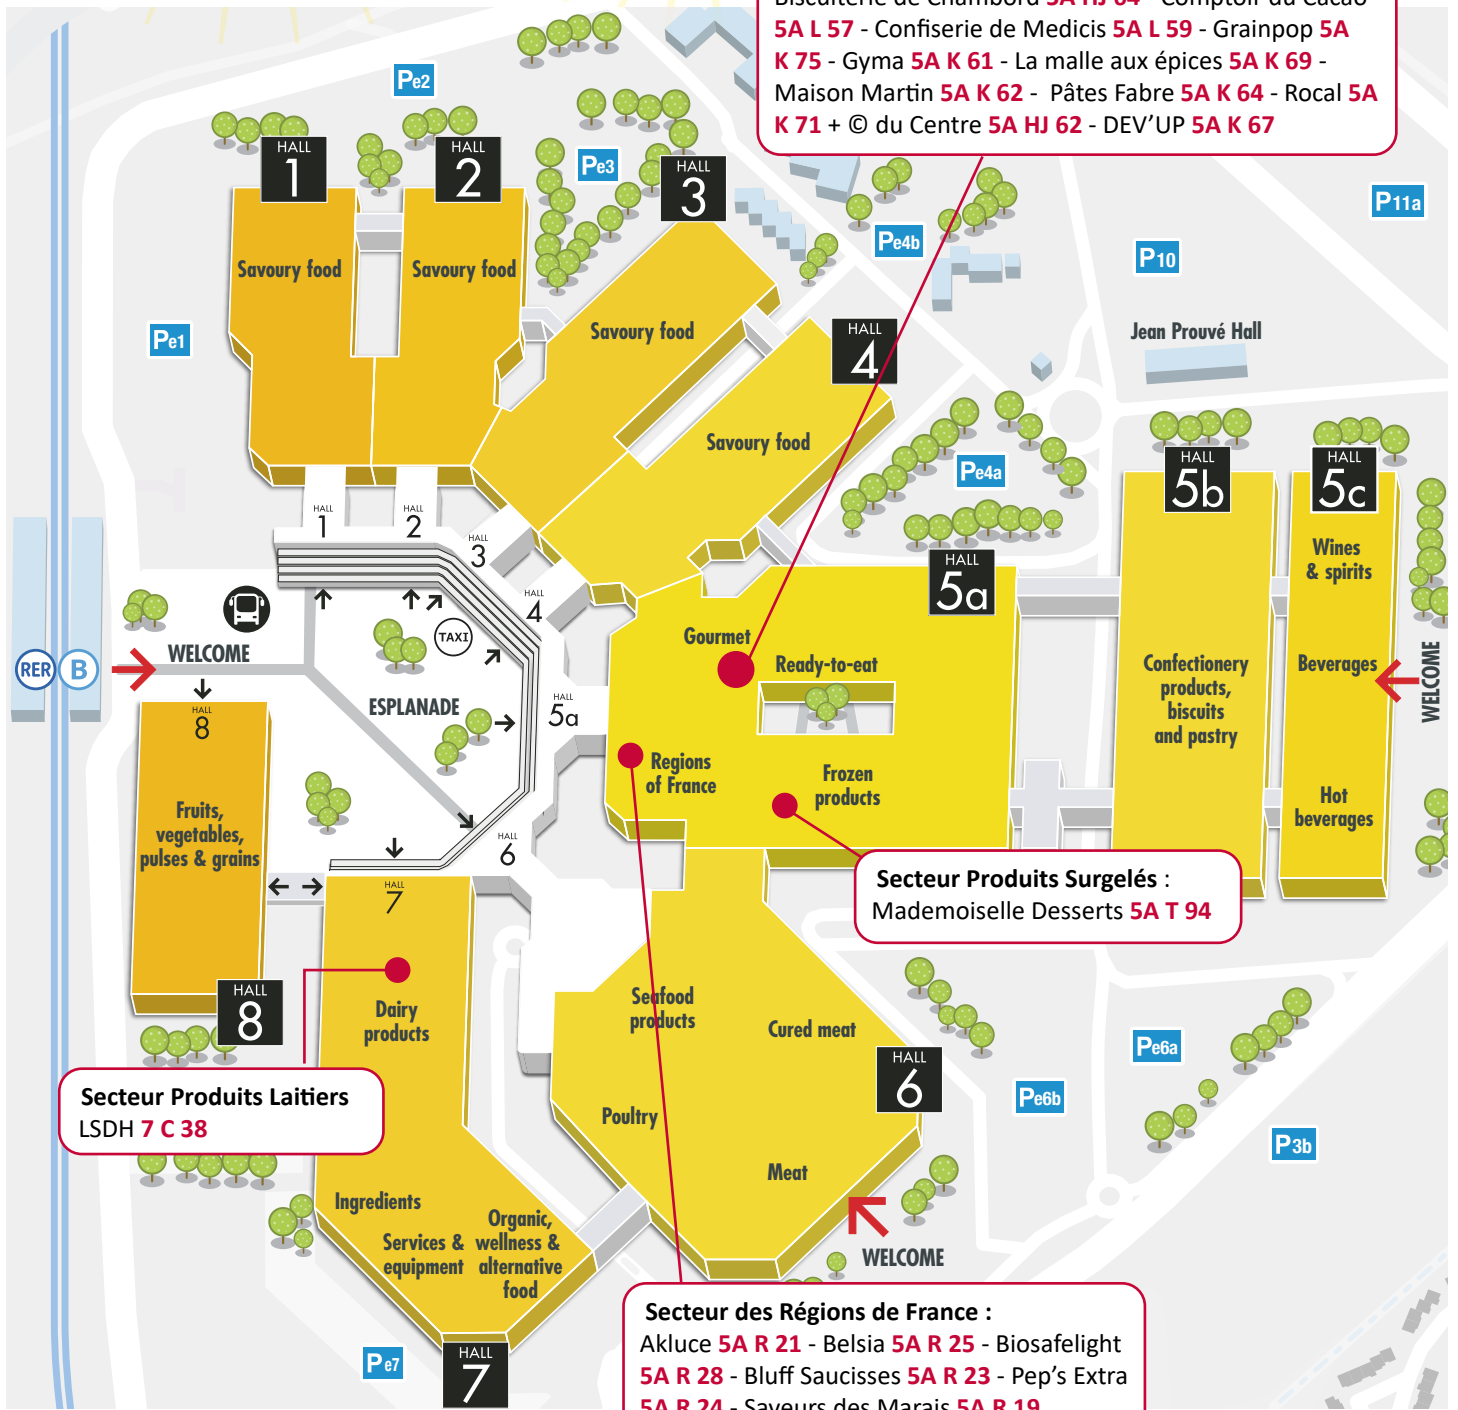 Biscuiterie de Chambord 5A HJ 64 - Comptoir du Cacao
5A L 57 - Confiserie de Medicis 5A L 59 - Grainpop 5A
K 75 - Gyma 5A K 61 - La malle aux épices 5A K 69 -
Maison Martin 5A K 62 - Pâtes Fabre 5A K 64 - Rocal 5A
K 71 + © du Centre 5A HJ 62 - DEV'UP 5A K 67
Pe2
HALL
1
HALL
2
Pe3
HALL
3
P11a
Pe4b
P10
Savoury food
Savoury food
Savoury food
Pe1
HALL
4
Jean Prouvé Hall
Savoury food
Pe4a
HALL
5b
HALL
5c
HALL
1
HALL
2
HALL
3
HALL
4
Wines
& spirits
HALL
5a
TAXI
RER B
WELCOME
Gourmet
Ready-to-eat
Confectionery
products,
biscuits
and pastry
Beverages
WELCOME
ESPLANADE
HALL
5a
HALL
8
Regions
of France
Frozen
products
Hot
beverages
Fruits,
vegetables,
pulses & grains
HALL
6
HALL
7
Secteur Produits Surgelés :
Mademoiselle Desserts 5A T 94
HALL
8
Dairy
products
Seafood
products
Cured meat
HALL
6
Pe6a
Pe6b
P3b
Secteur Produits Laitiers
LSDH 7 C 38
Poultry
Meat
Ingredients
Services &
equipment
Organic,
wellness &
alternative
food
WELCOME
Pe7
HALL
7
Secteur des Régions de France :
Akluce 5A R 21 - Belsia 5A R 25 - Biosafelight
5A R 28 - Bluff Saucisses 5A R 23 - Pep's Extra
5A R 24 - Saveurs des Marais 5A R 19